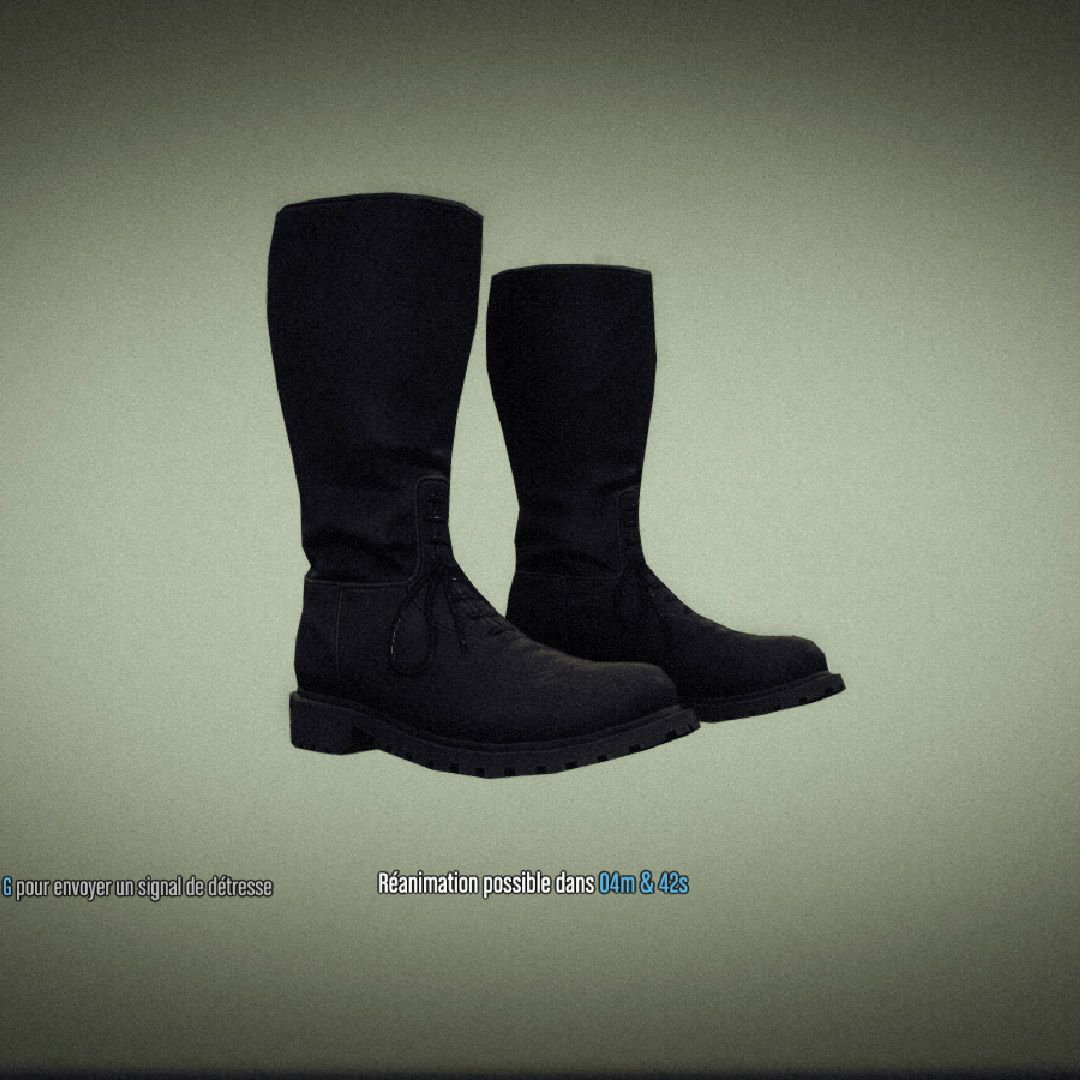 G pour envoyer un signal de détresse
Réanimation possible dans 04m & 42s